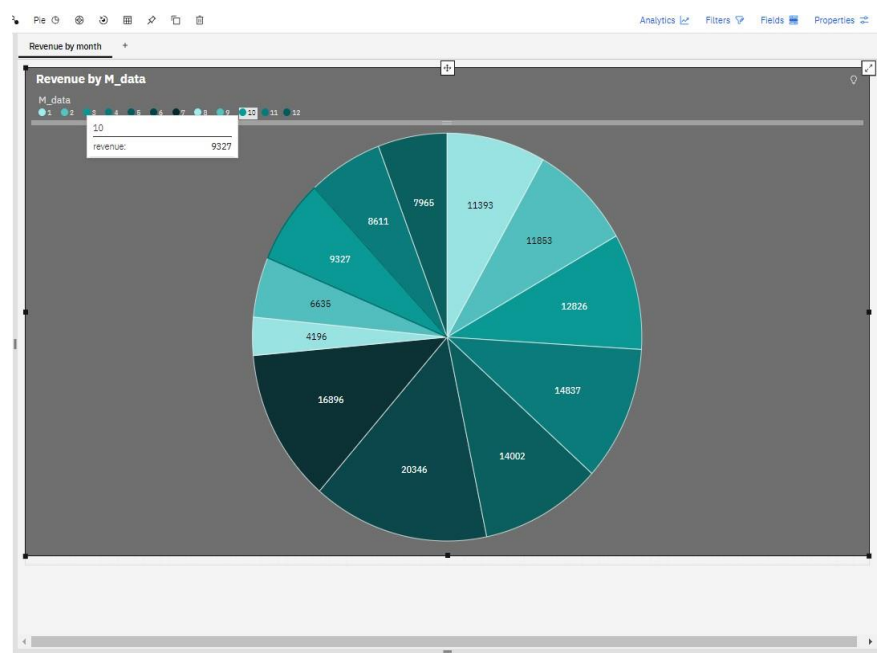 Pie
Analytics Filters Fields Properties
Revenue by month +
Revenue by M_data
M_data
1 2 3 4 5 6 7 8 9 10 11 12
10
revenue: 9327
7965 11393
8611
11853
9327
12826
6635
4196
14837
16896
14002
20346